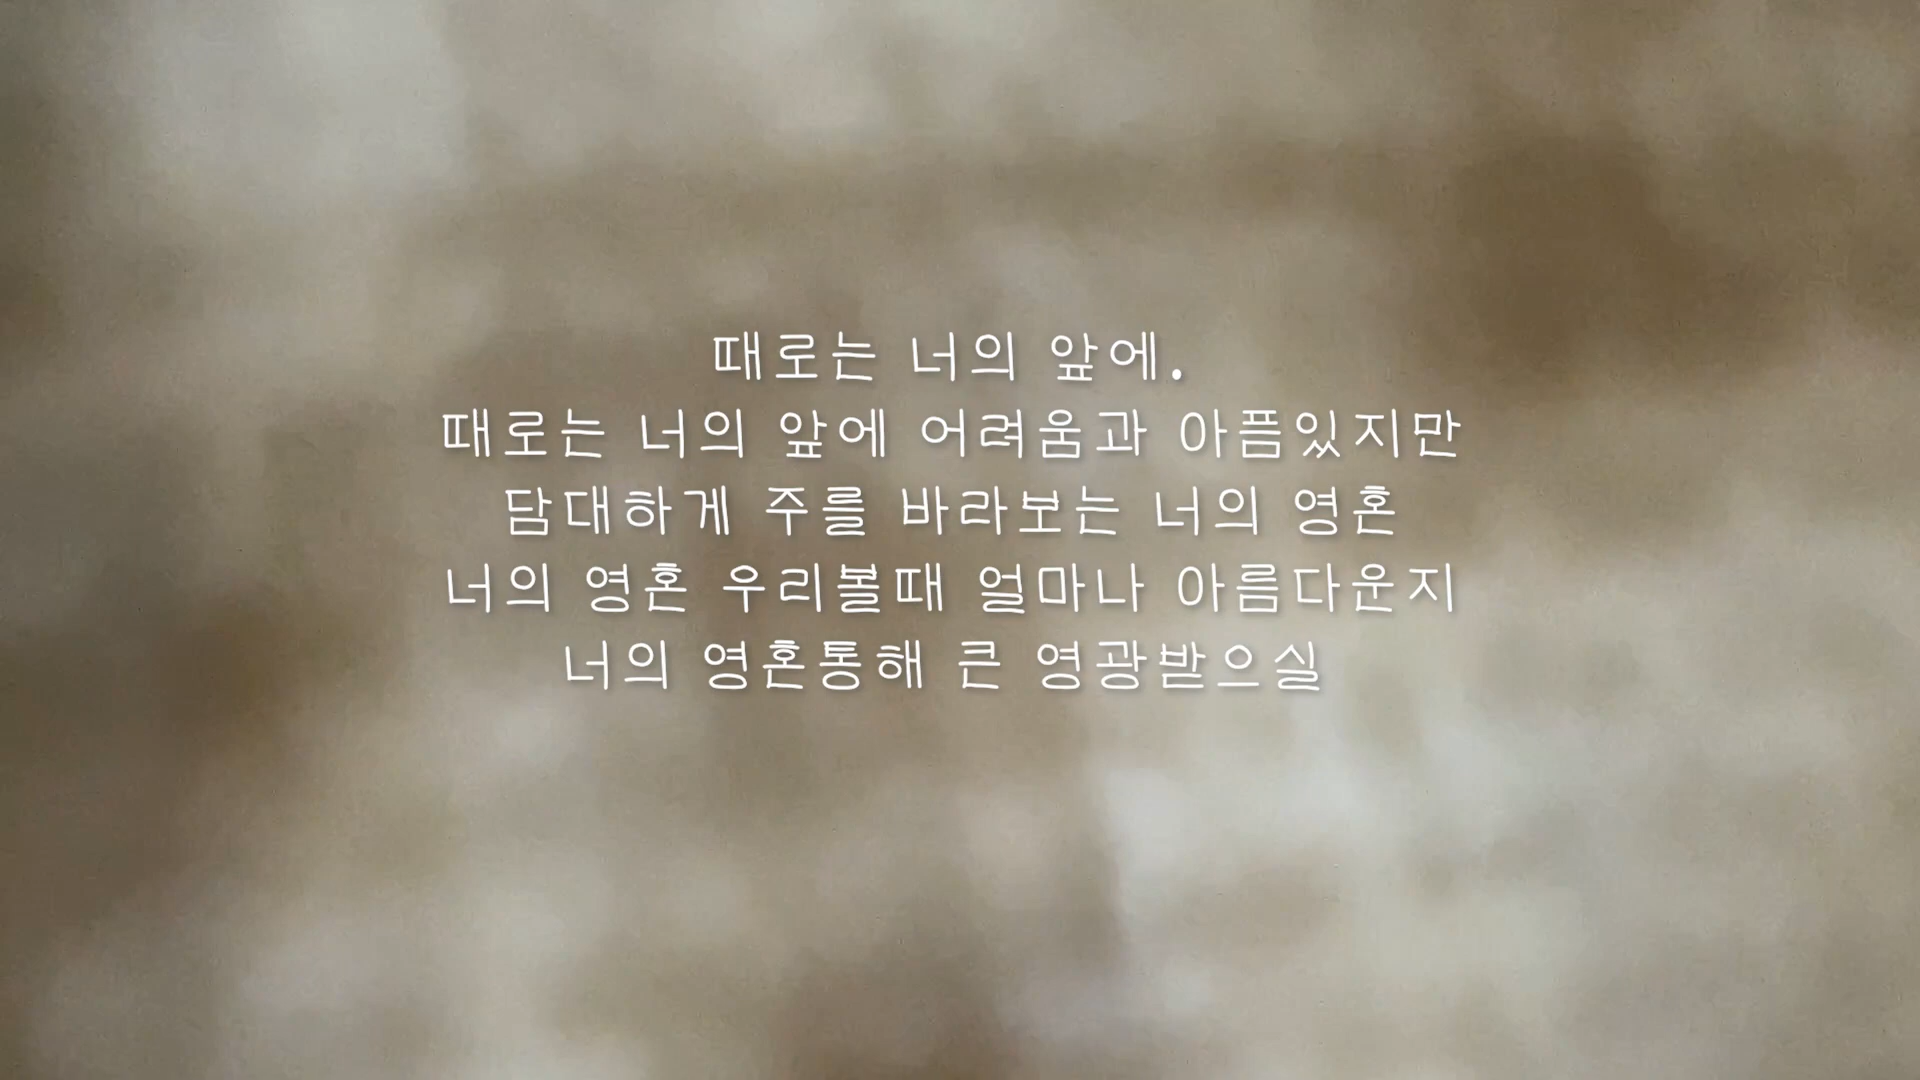 때로는 너의 앞에.
때로는 너의 앞에 어려움과 아픔있지만
담대하게 주를 바라보는 너의 영혼
너의 영혼 우리볼때 얼마나 아름다운지
너의 영혼통해 큰 영광받으실